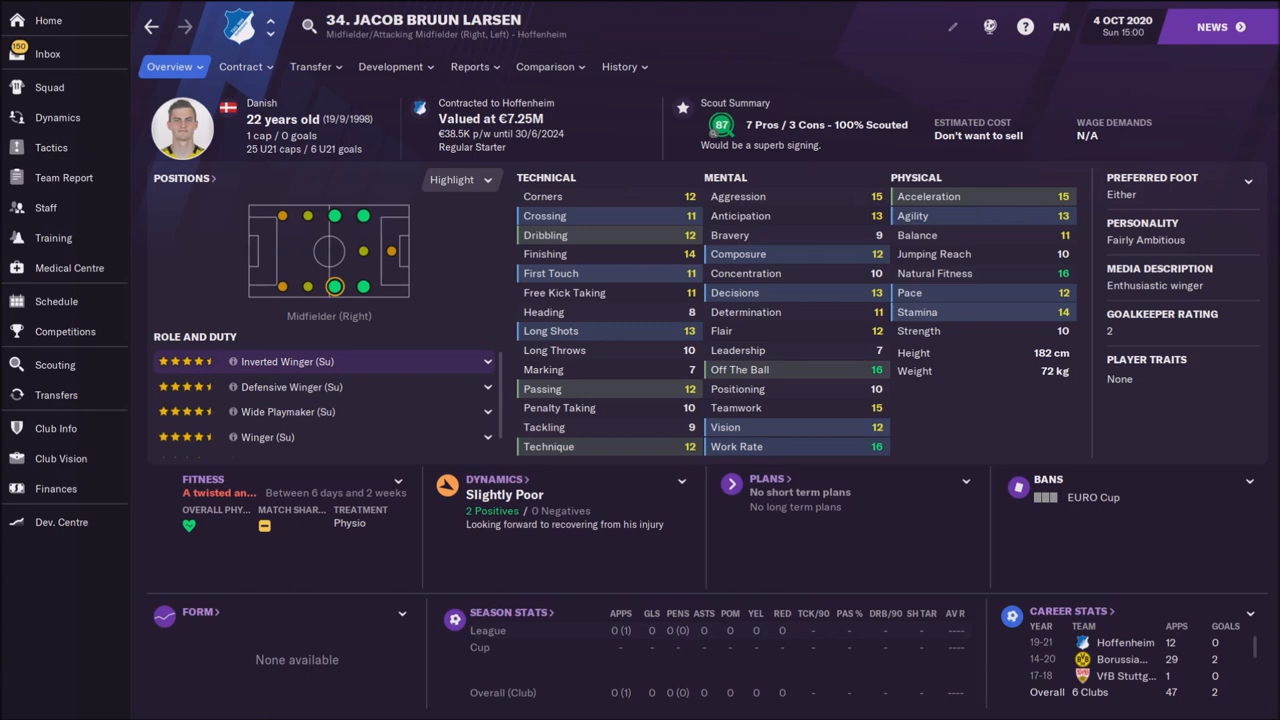 Home
150
Inbox
Squad
Dynamics
Tactics
Team Report
Staff
Training
Medical Centre
Schedule
Competitions
Scouting
Transfers
Club Info
Club Vision
Finances
Dev. Centre
34. JACOB BRUUN LARSEN
Midfielder/Attacking Midfielder (Right, Left) - Hoffenheim
FM
4 OCT 2020
Sun 15:00
NEWS
Overview Contract Transfer Development Reports Comparison History
Danish
22 years old (19/9/1998)
1 cap / 0 goals
25 U21 caps / 6 U21 goals
Contracted to Hoffenheim
Valued at €7.25M
€38.5K p/w until 30/6/2024
Regular Starter
Scout Summary
87 7 Pros / 3 Cons - 100% Scouted
Would be a superb signing.
ESTIMATED COST
Don't want to sell
WAGE DEMANDS
N/A
POSITIONS
Highlight
Midfielder (Right)
ROLE AND DUTY
Inverted Winger (Su)
Defensive Winger (Su)
Wide Playmaker (Su)
Winger (Su)
TECHNICAL
Corners 12
Crossing 11
Dribbling 12
Finishing 14
First Touch 11
Free Kick Taking 11
Heading 8
Long Shots 13
Long Throws 10
Marking 7
Passing 12
Penalty Taking 10
Tackling 9
Technique 12
MENTAL
Aggression 15
Anticipation 13
Bravery 9
Composure 12
Concentration 10
Decisions 13
Determination 11
Flair 12
Leadership 7
Off The Ball 16
Positioning 10
Teamwork 15
Vision 12
Work Rate 16
PHYSICAL
Acceleration 15
Agility 13
Balance 11
Jumping Reach 10
Natural Fitness 16
Pace 12
Stamina 14
Strength 10
Height 182 cm
Weight 72 kg
PREFERRED FOOT
Either
PERSONALITY
Fairly Ambitious
MEDIA DESCRIPTION
Enthusiastic winger
GOALKEEPER RATING
2
PLAYER TRAITS
None
FITNESS
A twisted an... Between 6 days and 2 weeks
OVERALL PHY... MATCH SHAR... TREATMENT
Physio
DYNAMICS
Slightly Poor
2 Positives / 0 Negatives
Looking forward to recovering from his injury
PLANS
No short term plans
No long term plans
BANS
EURO Cup
FORM
None available
SEASON STATS APPS GLS PENS ASTS POM YEL RED TCK/90 PAS % DRB/90 SH TAR AV R
League 0 (1) 0 0 (0) 0 0 0 0 - - - - ----
Cup - - - - - - - - - - - ----
Overall (Club) 0 (1) 0 0 (0) 0 0 0 0 - - - - ----
CAREER STATS
YEAR TEAM APPS GOALS
19-21 Hoffenheim 12 0
14-20 Borussia... 29 2
17-18 VfB Stuttg... 1 0
Overall 6 Clubs 47 2